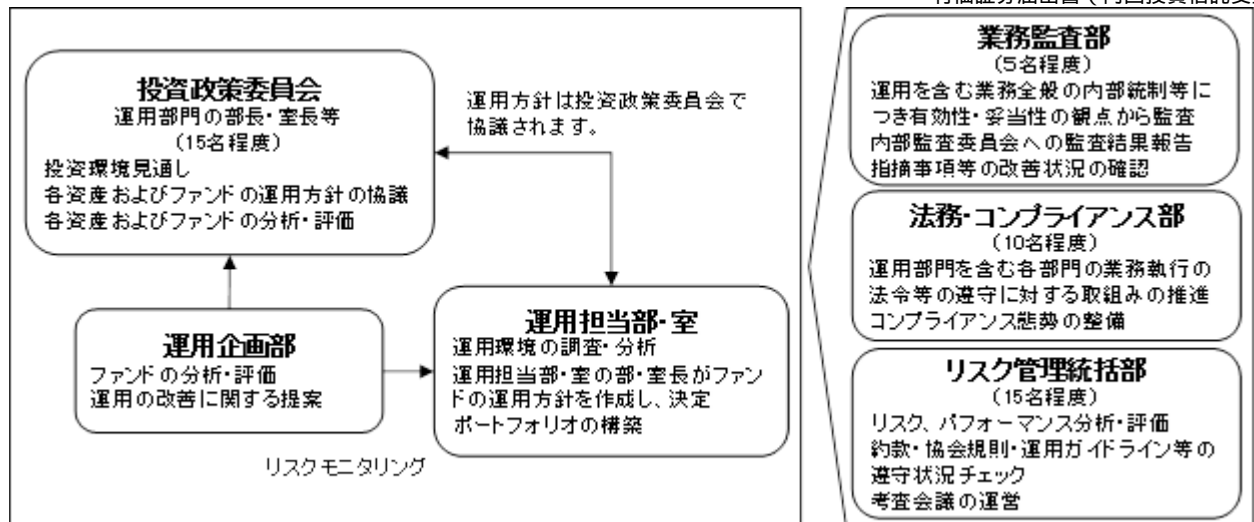 投資政策委員会
運用部門の部長・室長等
(15名程度)
投資環境見通し
各資産およびファンドの運用方針の協議
各資産およびファンドの分析・評価
運用方針は投資政策委員会で
協議されます。
運用企画部
ファンドの分析・評価
運用の改善に関する提案
運用担当部・室
運用環境の調査・分析
運用担当部・室の部・室長がファン
ドの運用方針を作成し、決定
ポートフォリオの構築
リスクモニタリング
業務監査部
(5名程度)
運用を含む業務全般の内部統制等に
つき有効性・妥当性の観点から監査
内部監査委員会への監査結果報告
指摘事項等の改善状況の確認
法務・コンプライアンス部
(10名程度)
運用部門を含む各部門の業務執行の
法令等の遵守に対する取組みの推進
コンプライアンス態勢の整備
リスク管理統括部
(15名程度)
リスク、パフォーマンス分析・評価
約款・協会規則・運用ガイドライン等の
遵守状況チェック
考査会議の運営